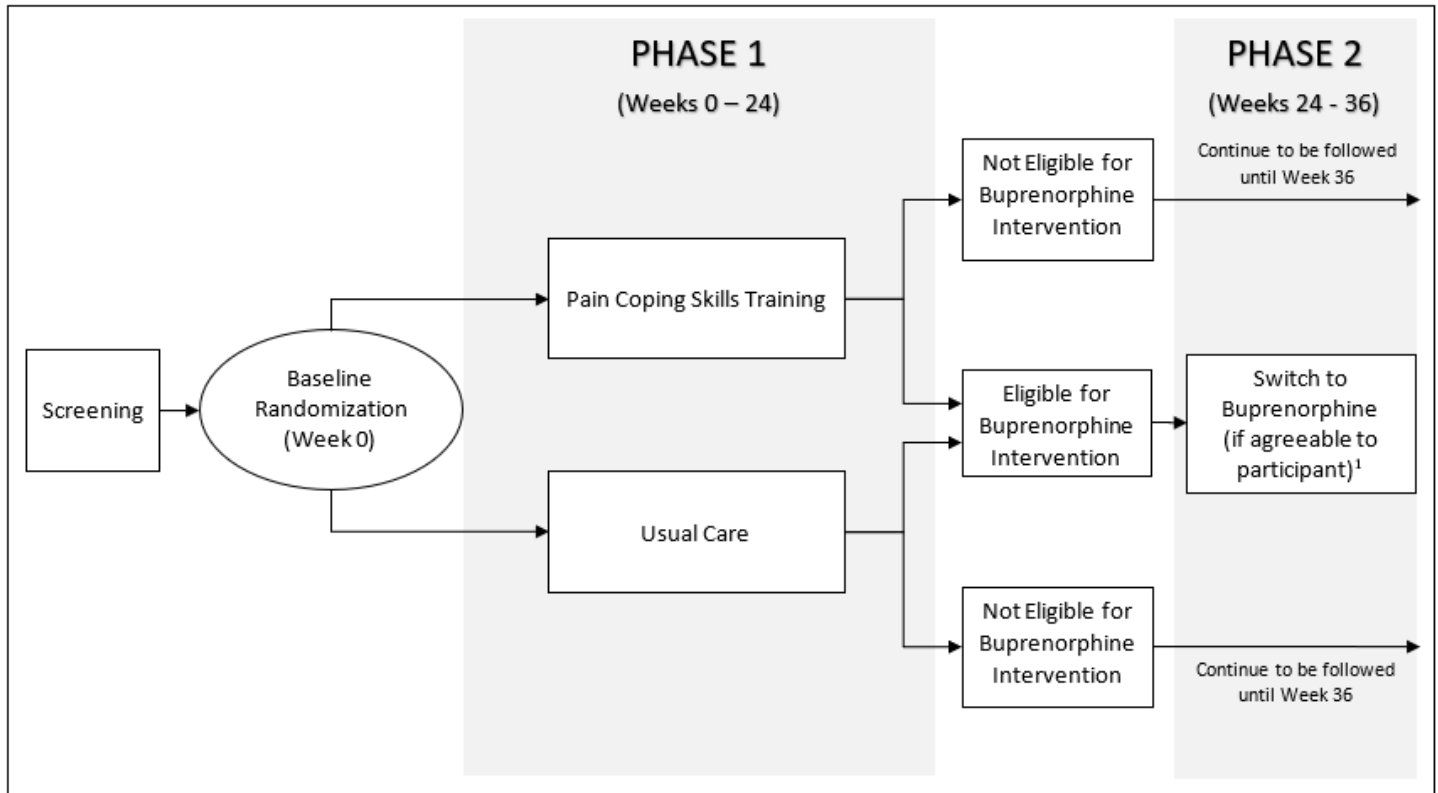 PHASE 1
(Weeks 0 – 24)
PHASE 2
(Weeks 24 - 36)
Not Eligible for
Buprenorphine
Intervention
Continue to be followed
until Week 36
Pain Coping Skills Training
Screening
Baseline
Randomization
(Week 0)
Eligible for
Buprenorphine
Intervention
Switch to
Buprenorphine
(if agreeable to
participant)¹
Usual Care
Not Eligible for
Buprenorphine
Intervention
Continue to be followed
until Week 36